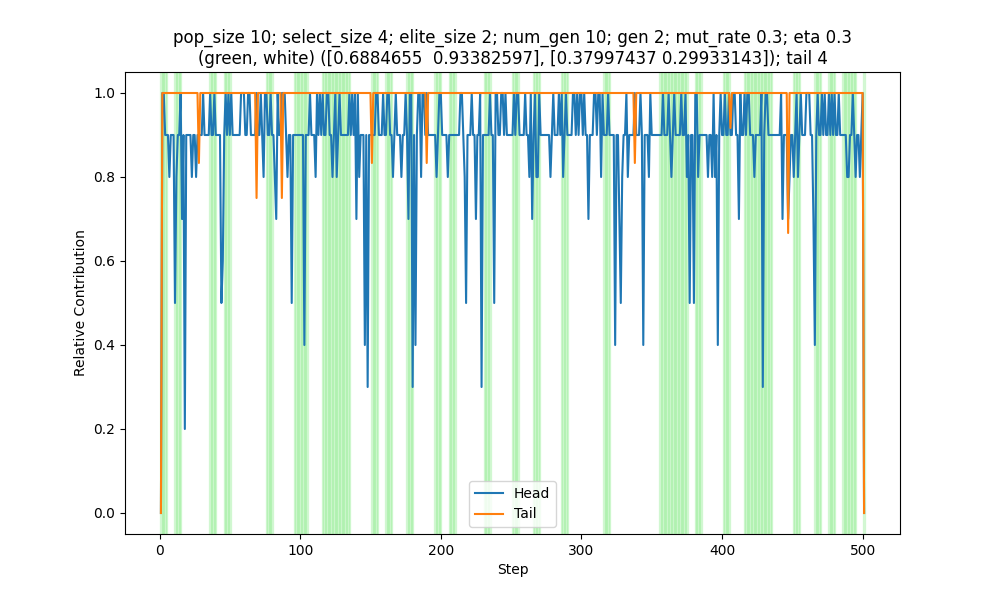 pop_size 10; select_size 4; elite_size 2; num_gen 10; gen 2; mut_rate 0.3; eta 0.3
(green, white) ([0.6884655  0.93382597], [0.37997437 0.29933143]); tail 4
1.0
0.8
0.6
0.4
0.2
0.0
Relative Contribution
Head
Tail
0 100 200 300 400 500
Step